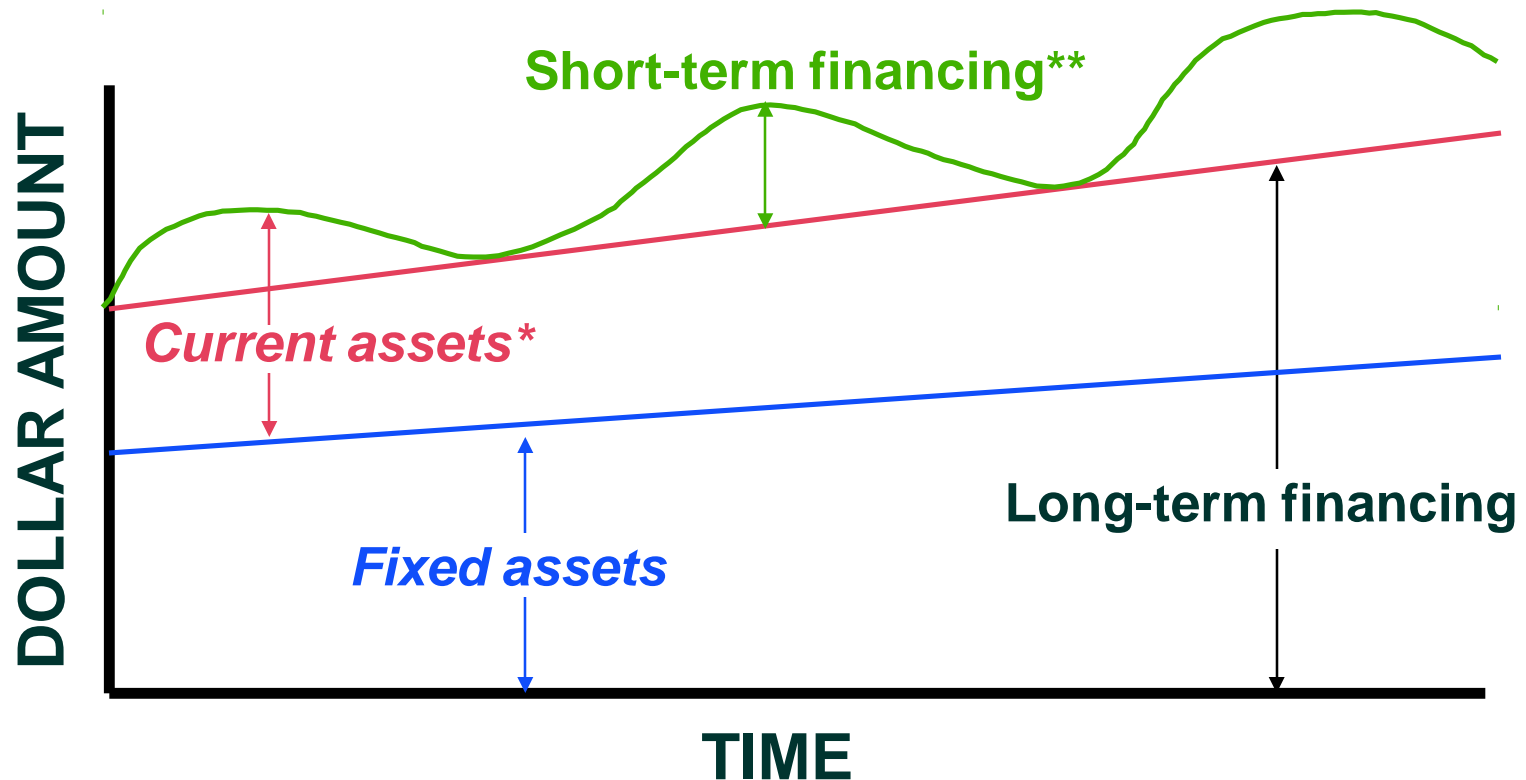 Short-term financing**
DOLLAR AMOUNT
Current assets*
Long-term financing
Fixed assets
TIME